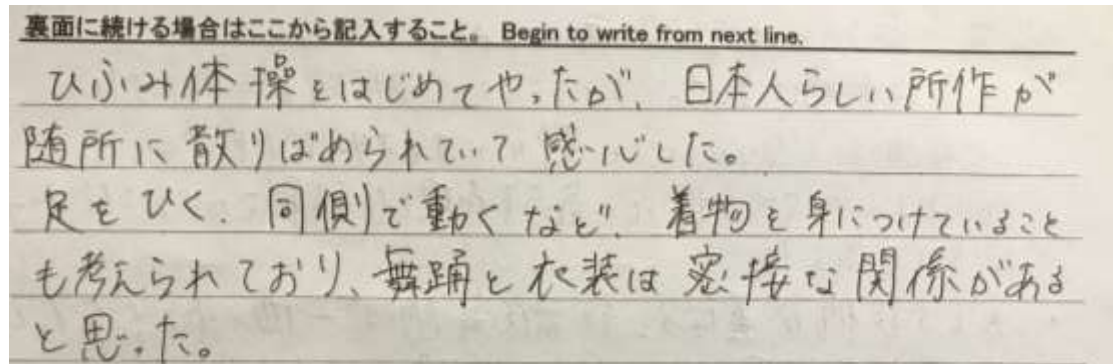 裏面に続ける場合はここから記入すること。 Begin to write from next line.
ひふみ体操をはじめてやったが、日本人らしい所作が
随所に散りばめられていて感心した。
足をひく、同側で動くなど、着物を身につけていること
も考えられており、舞踊と衣装は密接な関係がある
と思った。